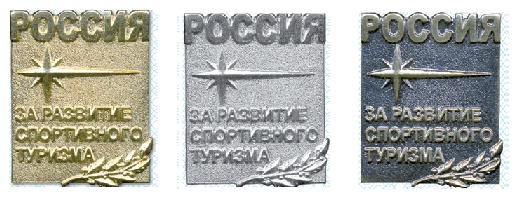 РОССИЯ
ЗА РАЗВИТИЕ
СПОРТИВНОГО
ТУРИЗМА
РОССИЯ
ЗА РАЗВИТИЕ
СПОРТИВНОГО
ТУРИЗМА
РОССИЯ
ЗА РАЗВИТИЕ
СПОРТИВНОГО
ТУРИЗМА